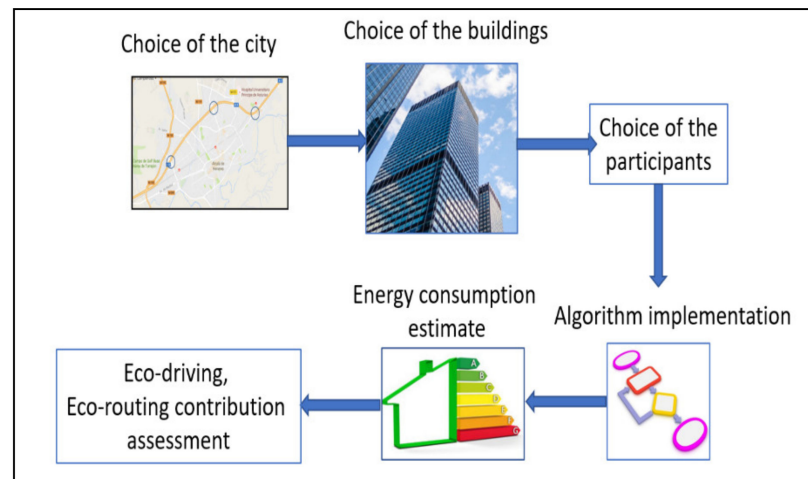 Choice of the city
Choice of the buildings
Choice of the
participants
Algorithm implementation
Energy consumption
estimate
A
B
C
G
Eco-driving,
Eco-routing contribution
assessment